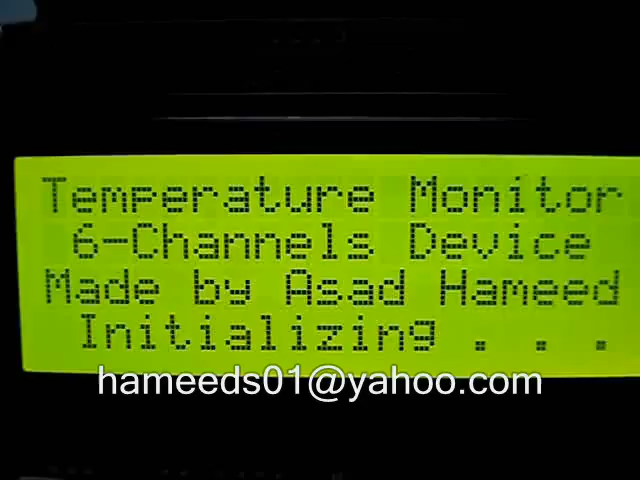 Temperature Monitor
6-Channels Device
Made by Asad Hameed
Initializing . . .
hameeds01@yahoo.com